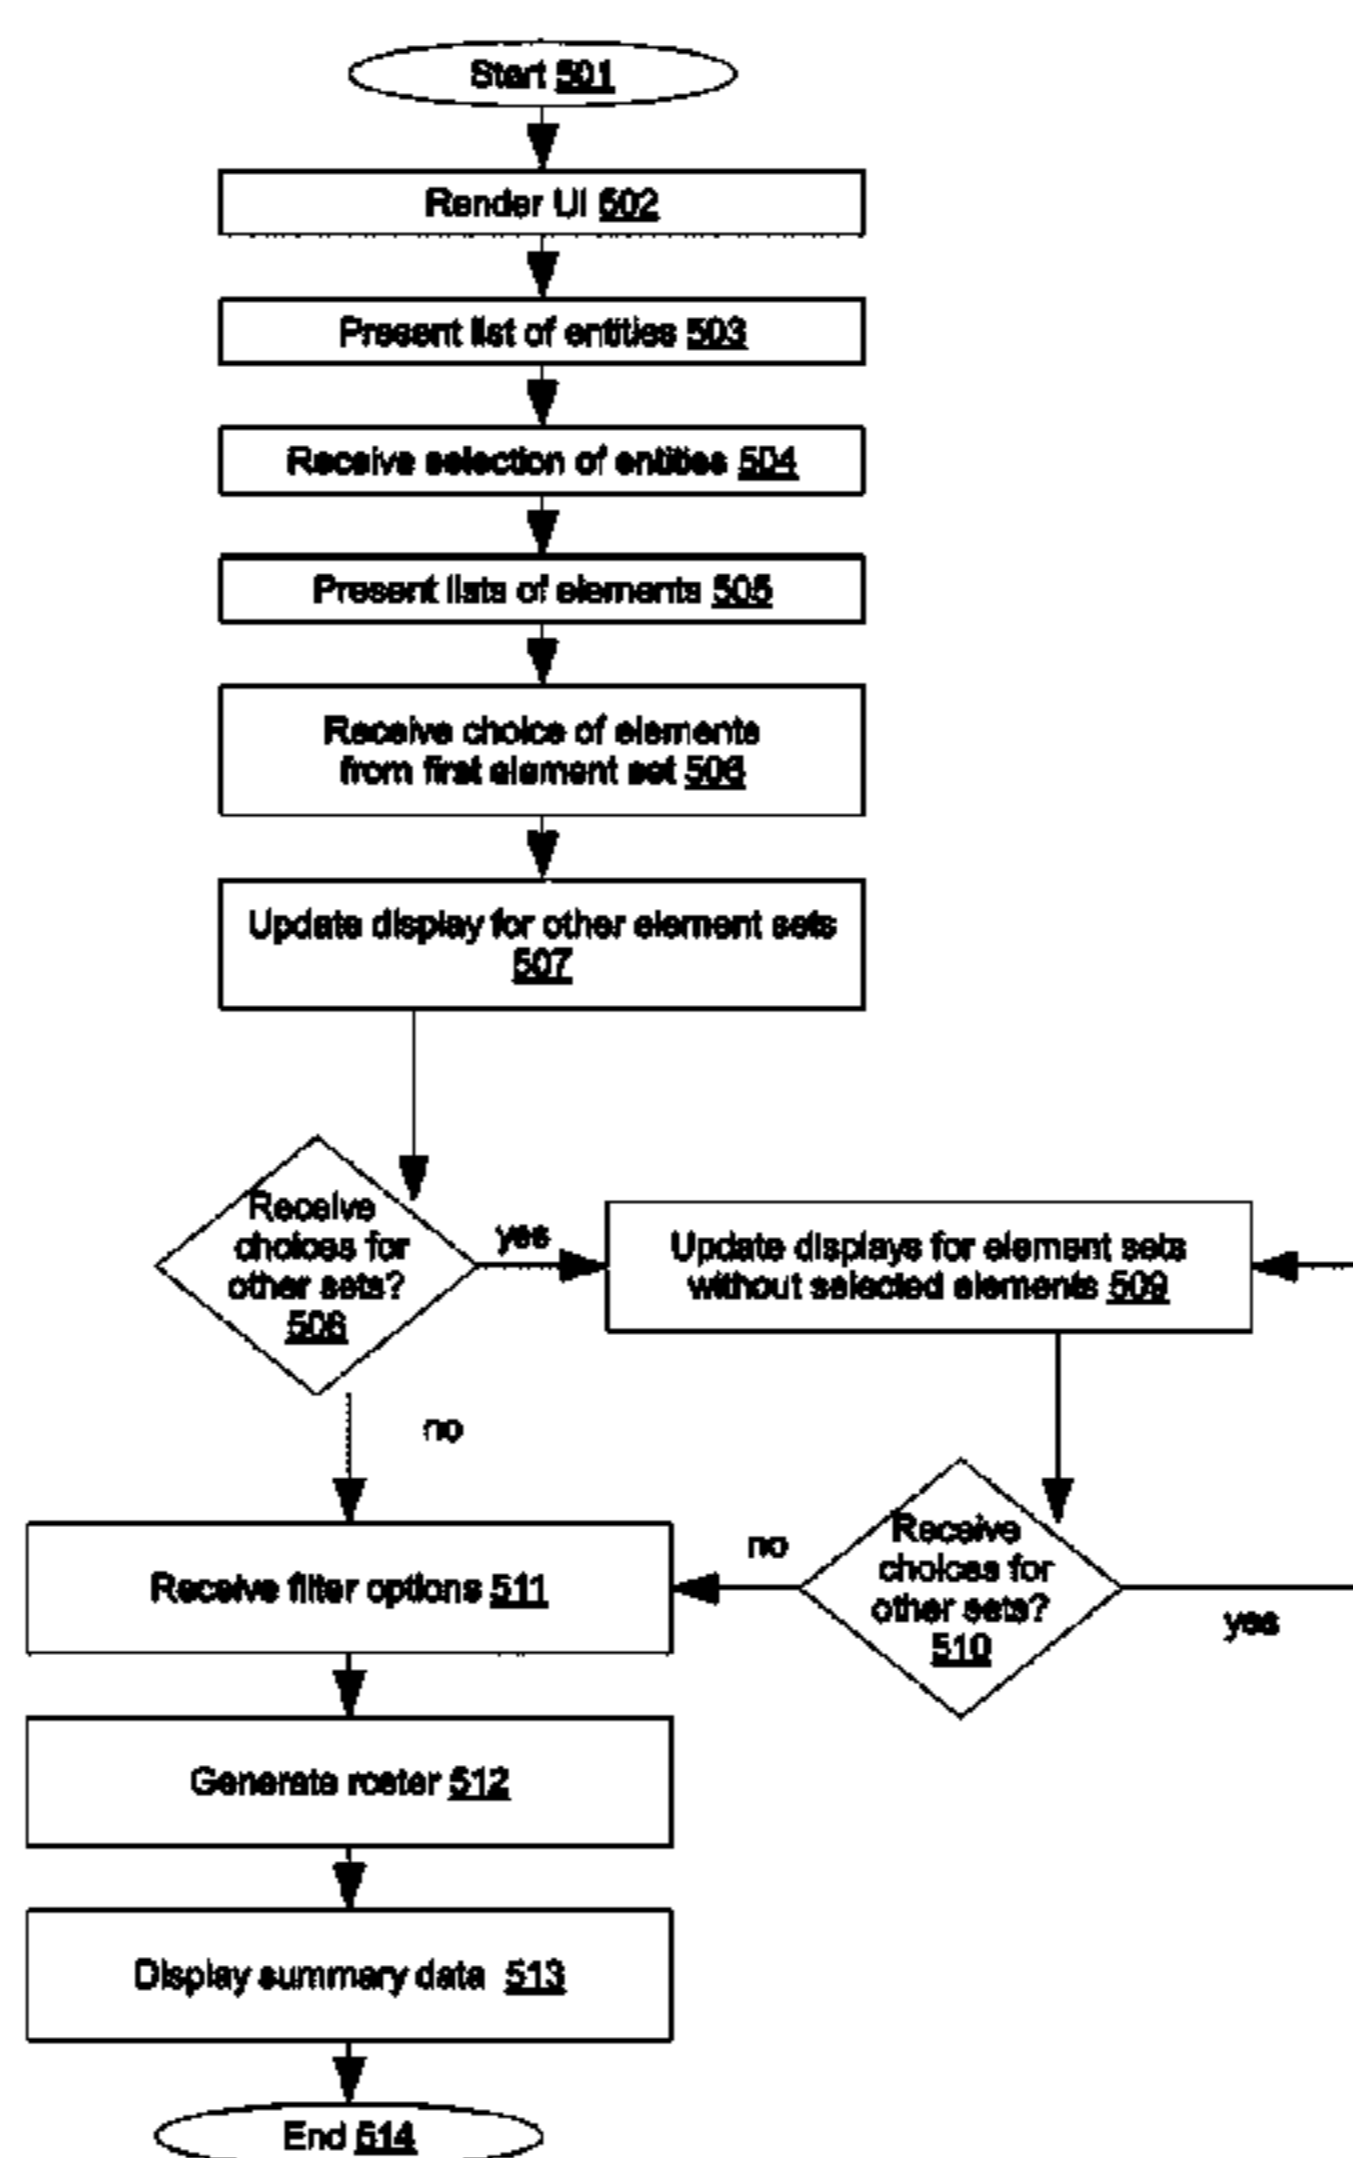 Start 501
Render UI 502
Present list of entities 503
Receive selection of entities 504
Present lists of elements 505
Receive choice of elements
from first element set 506
Update display for other element sets
507
Receive
choices for
other sets?
508
yes
Update displays for element sets
without selected elements 509
no
Receive filter options 511
no
Receive
choices for
other sets?
510
yes
Generate roster 512
Display summary data 513
End 514